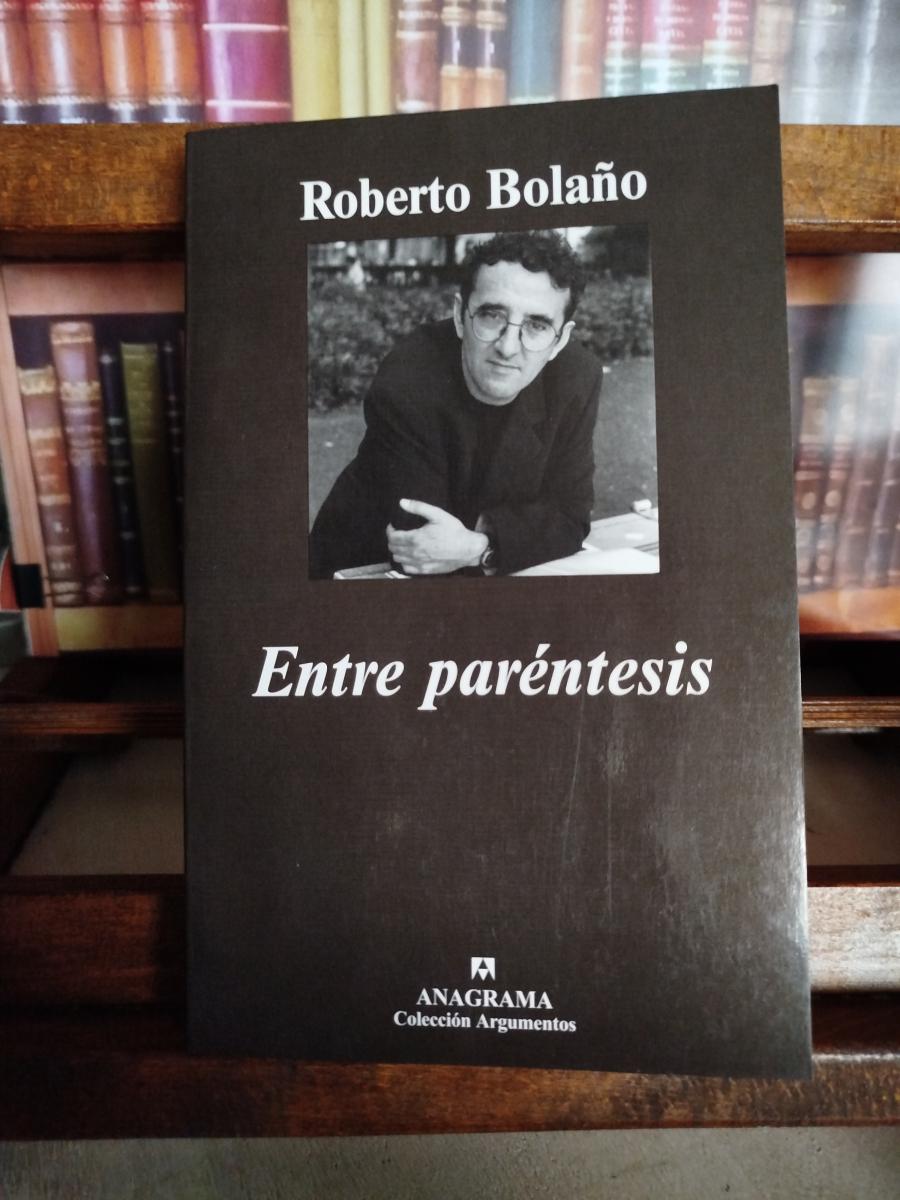 Roberto Bolaño
Entre paréntesis
ANAGRAMA
Colección Argumentos